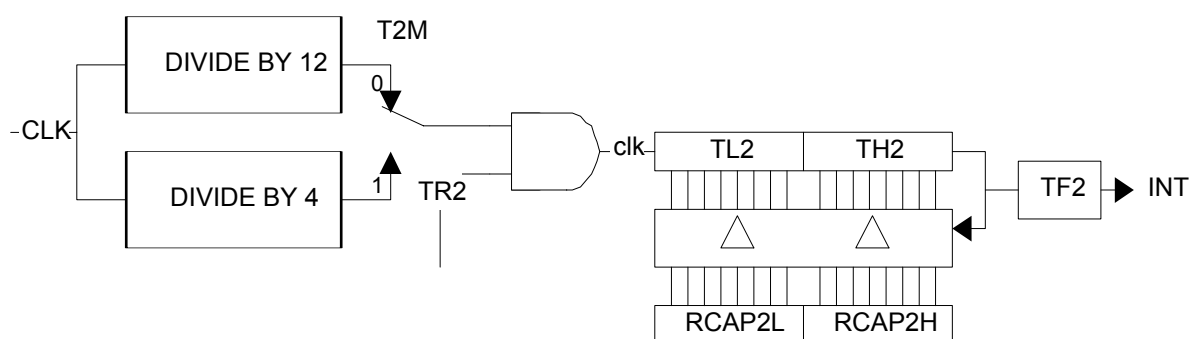 T2M
DIVIDE BY 12
0
CLK
clk
TL2
TH2
DIVIDE BY 4
1
TR2
TF2
INT
RCAP2L
RCAP2H